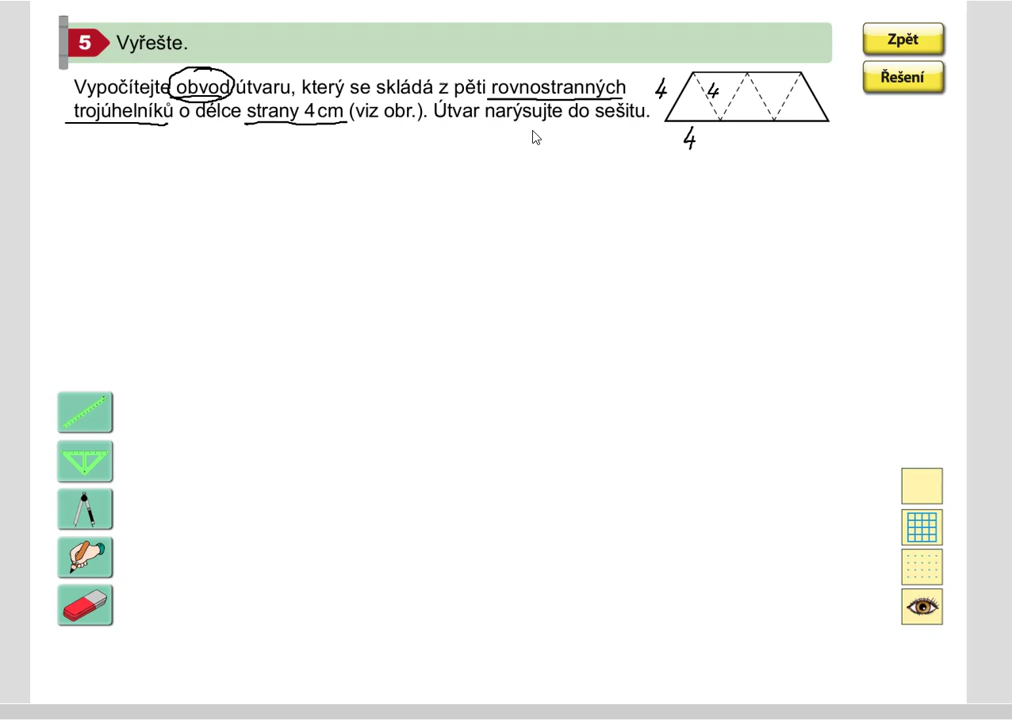 5 Vyřešte.
Zpět
Řešení
Vypočítejte obvod útvaru, který se skládá z pěti rovnostranných
trojúhelníků o délce strany 4 cm (viz obr.). Útvar narýsujte do sešitu.
4 4
4